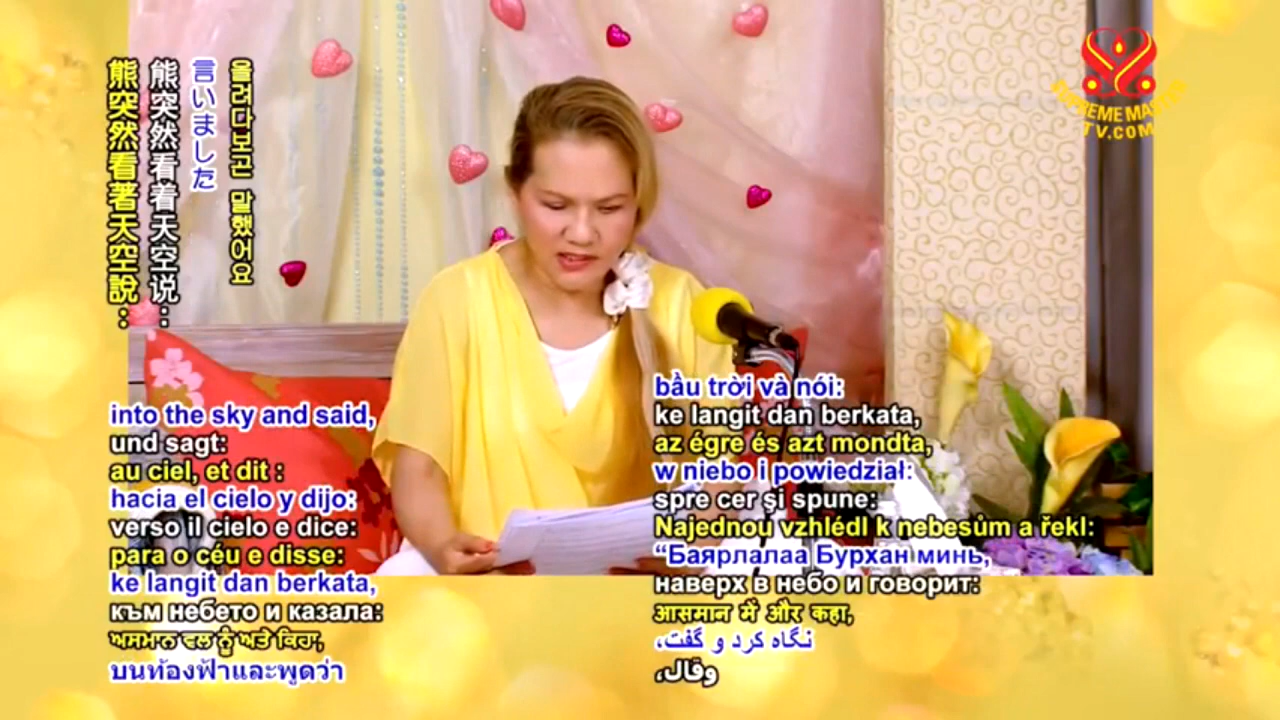 올려다보곤 말했어요
言いました
熊突然看着天空说：
熊突然看著天空說：
SUPREME MASTER
TV.COM
into the sky and said,
und sagt:
au ciel, et dit :
hacia el cielo y dijo:
verso il cielo e dice:
para o céu e disse:
ke langit dan berkata,
към небето и казала:
ਅਸਮਾਨ ਵਲ ਨੂੰ ਅਤੇ ਕਿਹਾ,
บนท้องฟ้าและพูดว่า
bầu trời và nói:
ke langit dan berkata,
az égre és azt mondta,
w niebo i powiedział:
spre cer şi spune:
Najednou vzhlédl k nebesům a řekl:
“Баярлалаа Бурхан минь,
наверх в небо и говорит:
आसमान में और कहा,
نگاه کرد و گفت،
وقال،